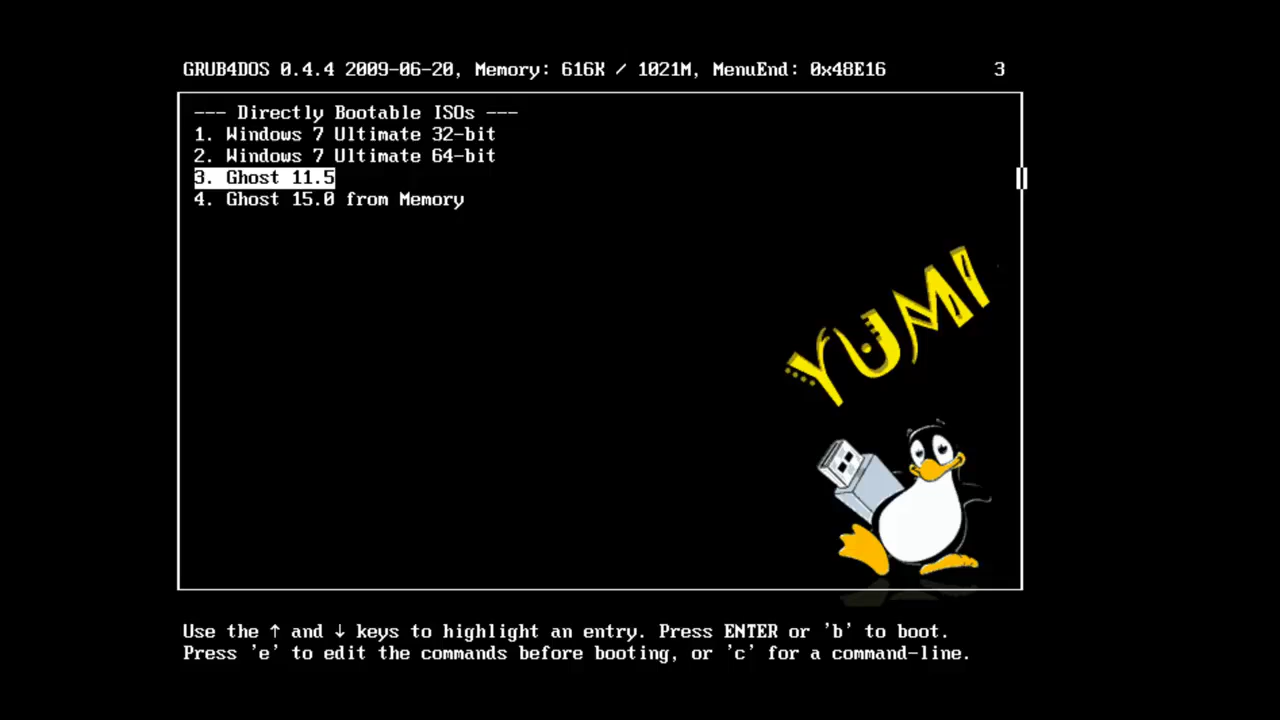 GRUB4DOS 0.4.4 2009-06-20, Memory: 616K / 1021M, MenuEnd: 0x48E16 3
--- Directly Bootable ISOs ---
1. Windows 7 Ultimate 32-bit
2. Windows 7 Ultimate 64-bit
3. Ghost 11.5
4. Ghost 15.0 from Memory
YUMI
Use the ↑ and ↓ keys to highlight an entry. Press ENTER or 'b' to boot.
Press 'e' to edit the commands before booting, or 'c' for a command-line.